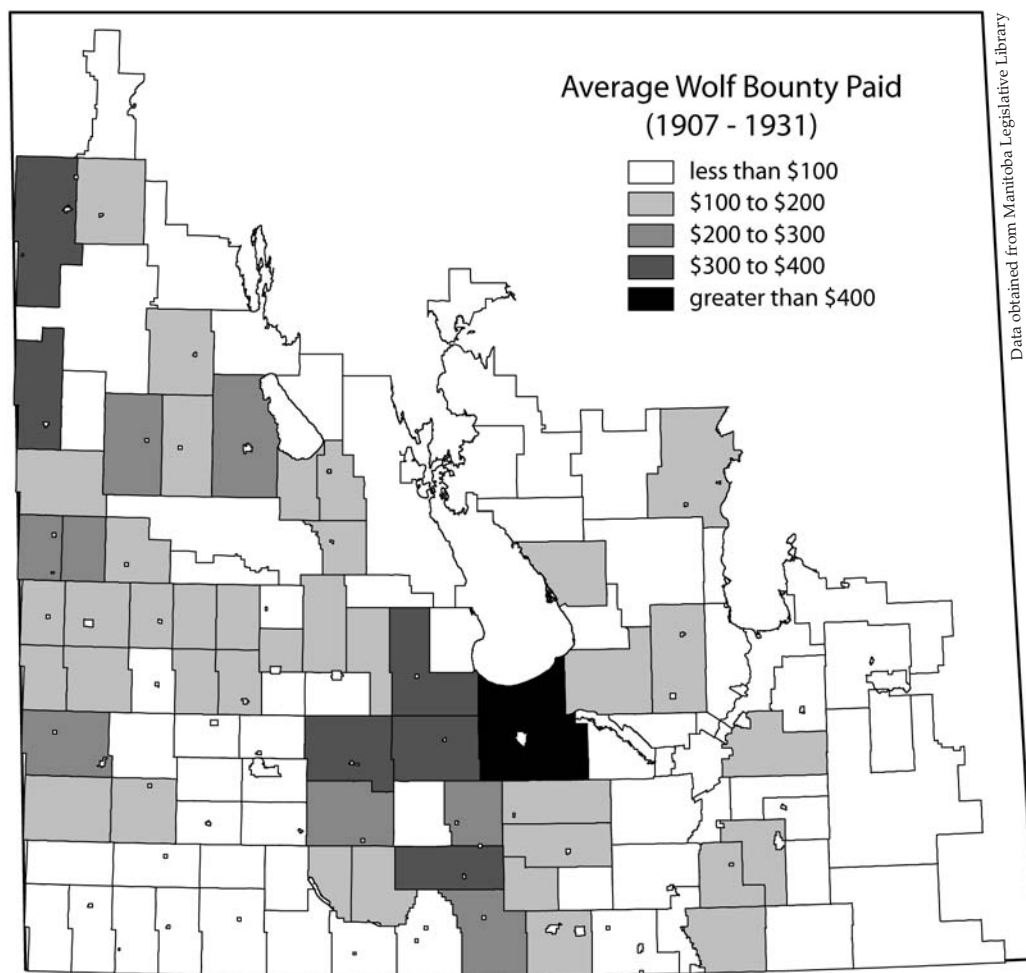 Average Wolf Bounty Paid
(1907 - 1931)
less than $100
$100 to $200
$200 to $300
$300 to $400
greater than $400
Data obtained from Manitoba Legislative Library